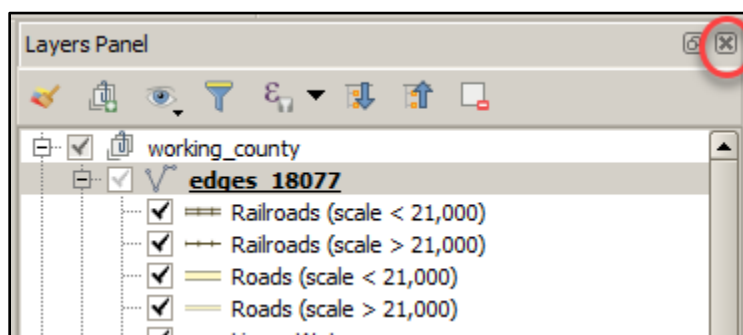 Layers Panel
working_county
edges_18077
Railroads (scale < 21,000)
Railroads (scale > 21,000)
Roads (scale < 21,000)
Roads (scale > 21,000)